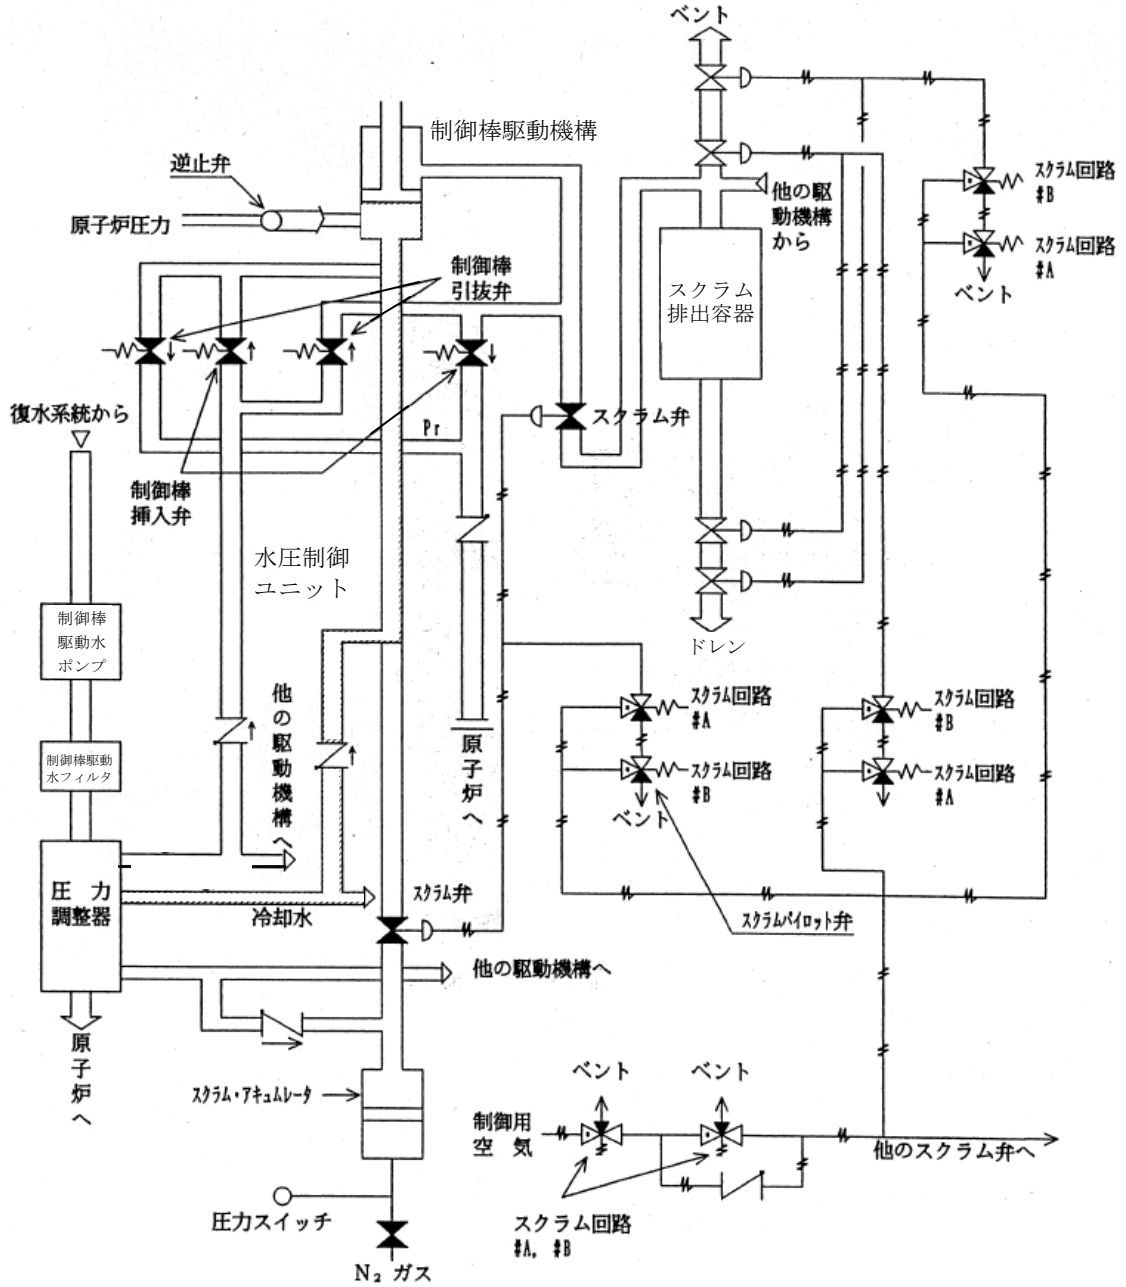 ベント
制御棒駆動機構
逆止弁
原子炉圧力
他の駆
動機構
から
スクラム回路
#B
スクラム回路
#A
ベント
制御棒
引抜弁
スクラム
排出容器
復水系統から
スクラム弁
Pr
制御棒
挿入弁
水圧制御
ユニット
制御棒
駆動水
ポンプ
ドレン
他の駆動機構へ
スクラム回路
#A
スクラム回路
#B
ベント
スクラム回路
#B
スクラム回路
#A
原子炉へ
制御棒駆動
水フィルタ
圧力
調整器
冷却水
スクラム弁
スクラムパイロット弁
他の駆動機構へ
原子炉へ
スクラム・アキュムレータ
ベント
ベント
制御用
空気
他のスクラム弁へ
圧力スイッチ
スクラム回路
#A, #B
N₂ ガス